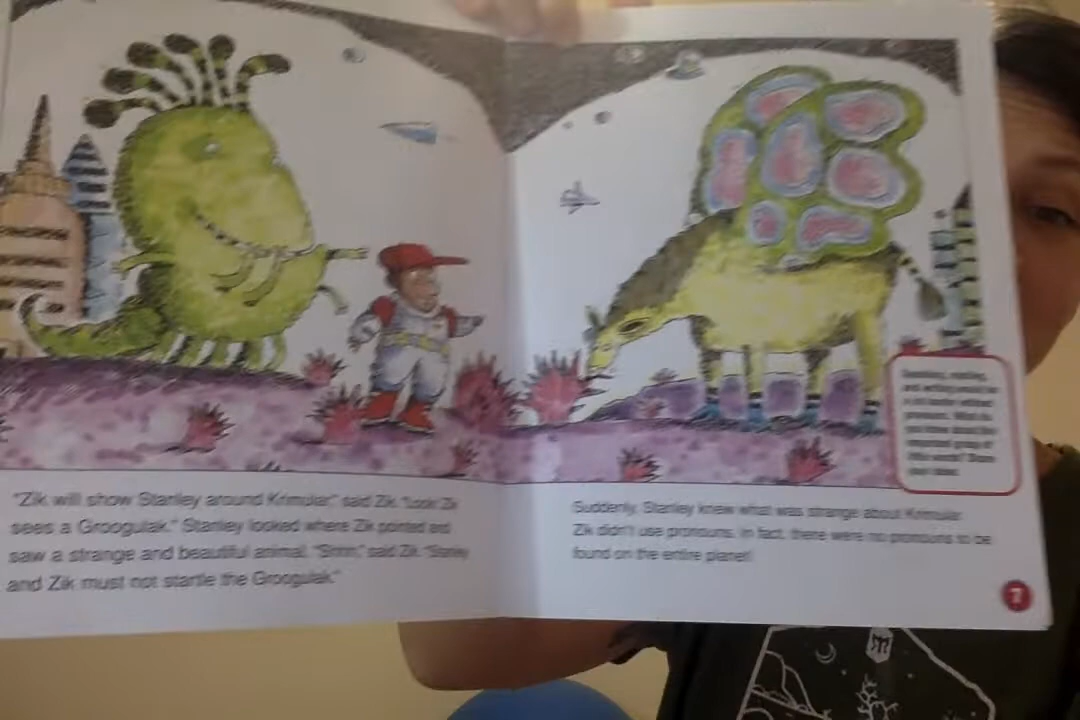 "Zik will show Stanley around Krimular," said Zik. "Look! Zik
sees a Groogulak." Stanley looked where Zik pointed and
saw a strange and beautiful animal. "Shhh," said Zik. "Stanley
and Zik must not startle the Groogulak."
Suddenly, Stanley knew what was strange about Krimular.
Zik didn't use pronouns. In fact, there were no pronouns to be
found on the entire planet!
7